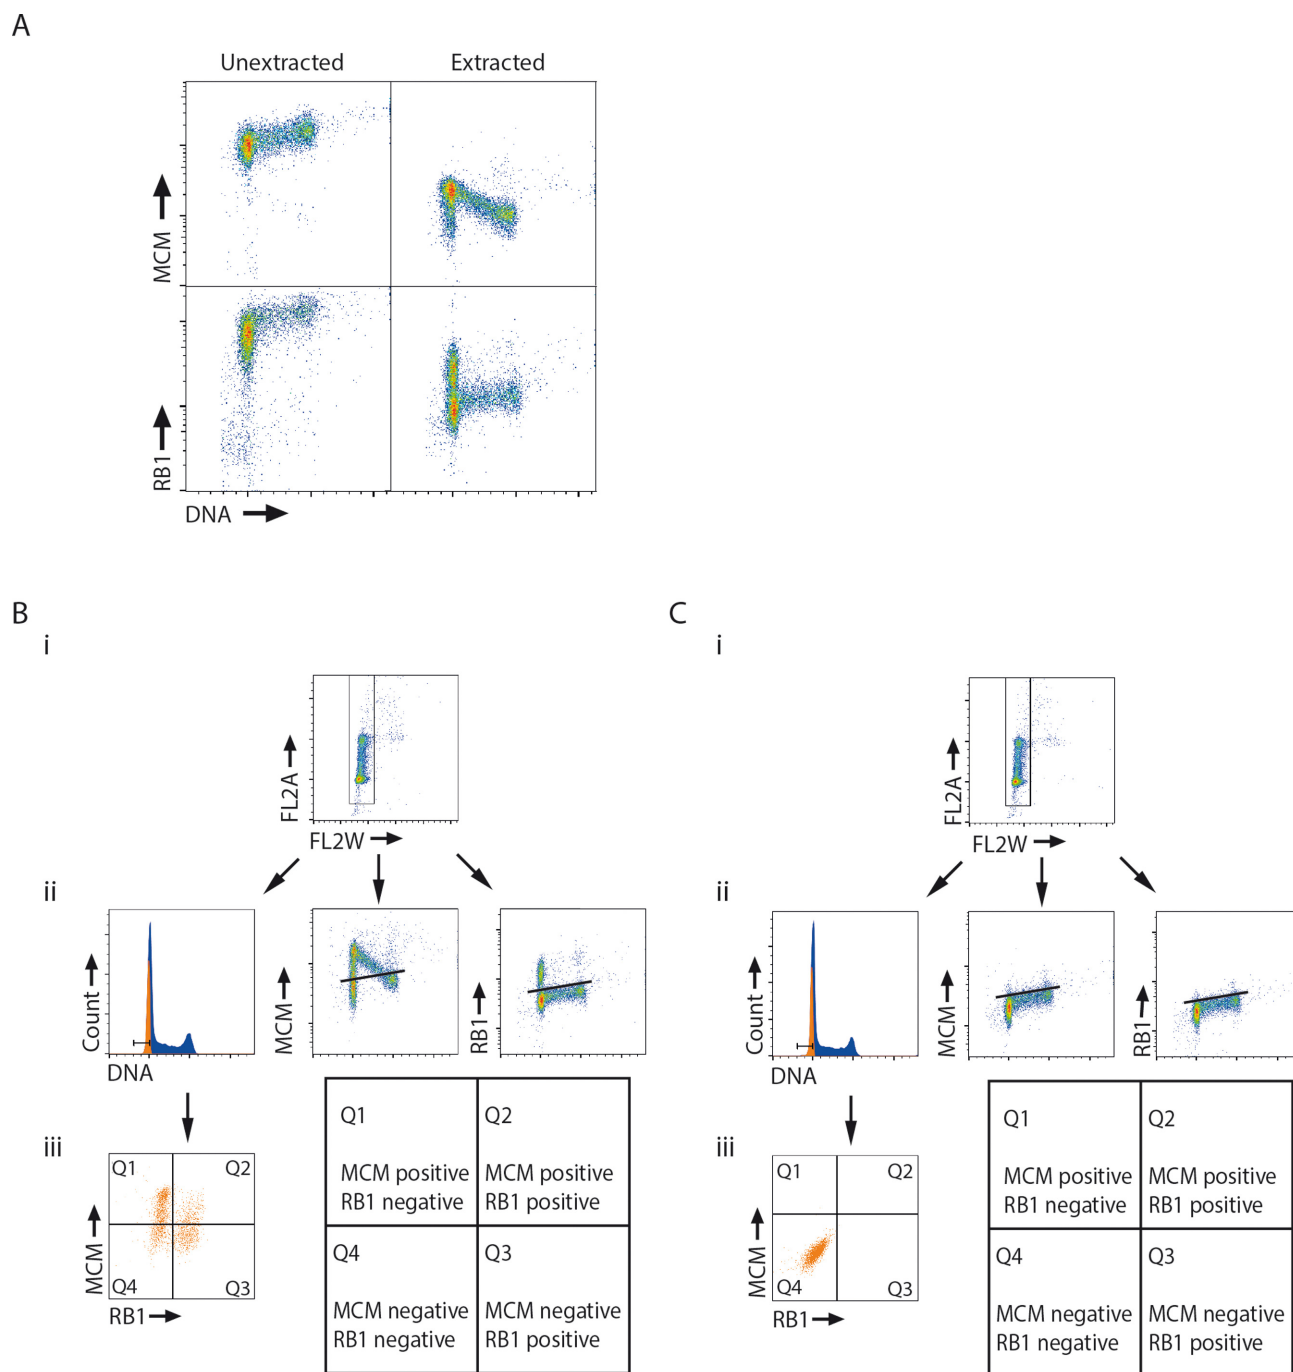 A
Unextracted
Extracted
MCM
RB1
DNA
B
i
FL2A
FL2W
ii
Count
DNA
MCM
RB1
iii
Q1
Q2
MCM
Q4
Q3
RB1
Q1
Q2
MCM positive
MCM positive
RB1 negative
RB1 positive
Q4
Q3
MCM negative
MCM negative
RB1 negative
RB1 positive
C
i
FL2A
FL2W
ii
Count
DNA
MCM
RB1
iii
Q1
Q2
MCM
Q4
Q3
RB1
Q1
Q2
MCM positive
MCM positive
RB1 negative
RB1 positive
Q4
Q3
MCM negative
MCM negative
RB1 negative
RB1 positive